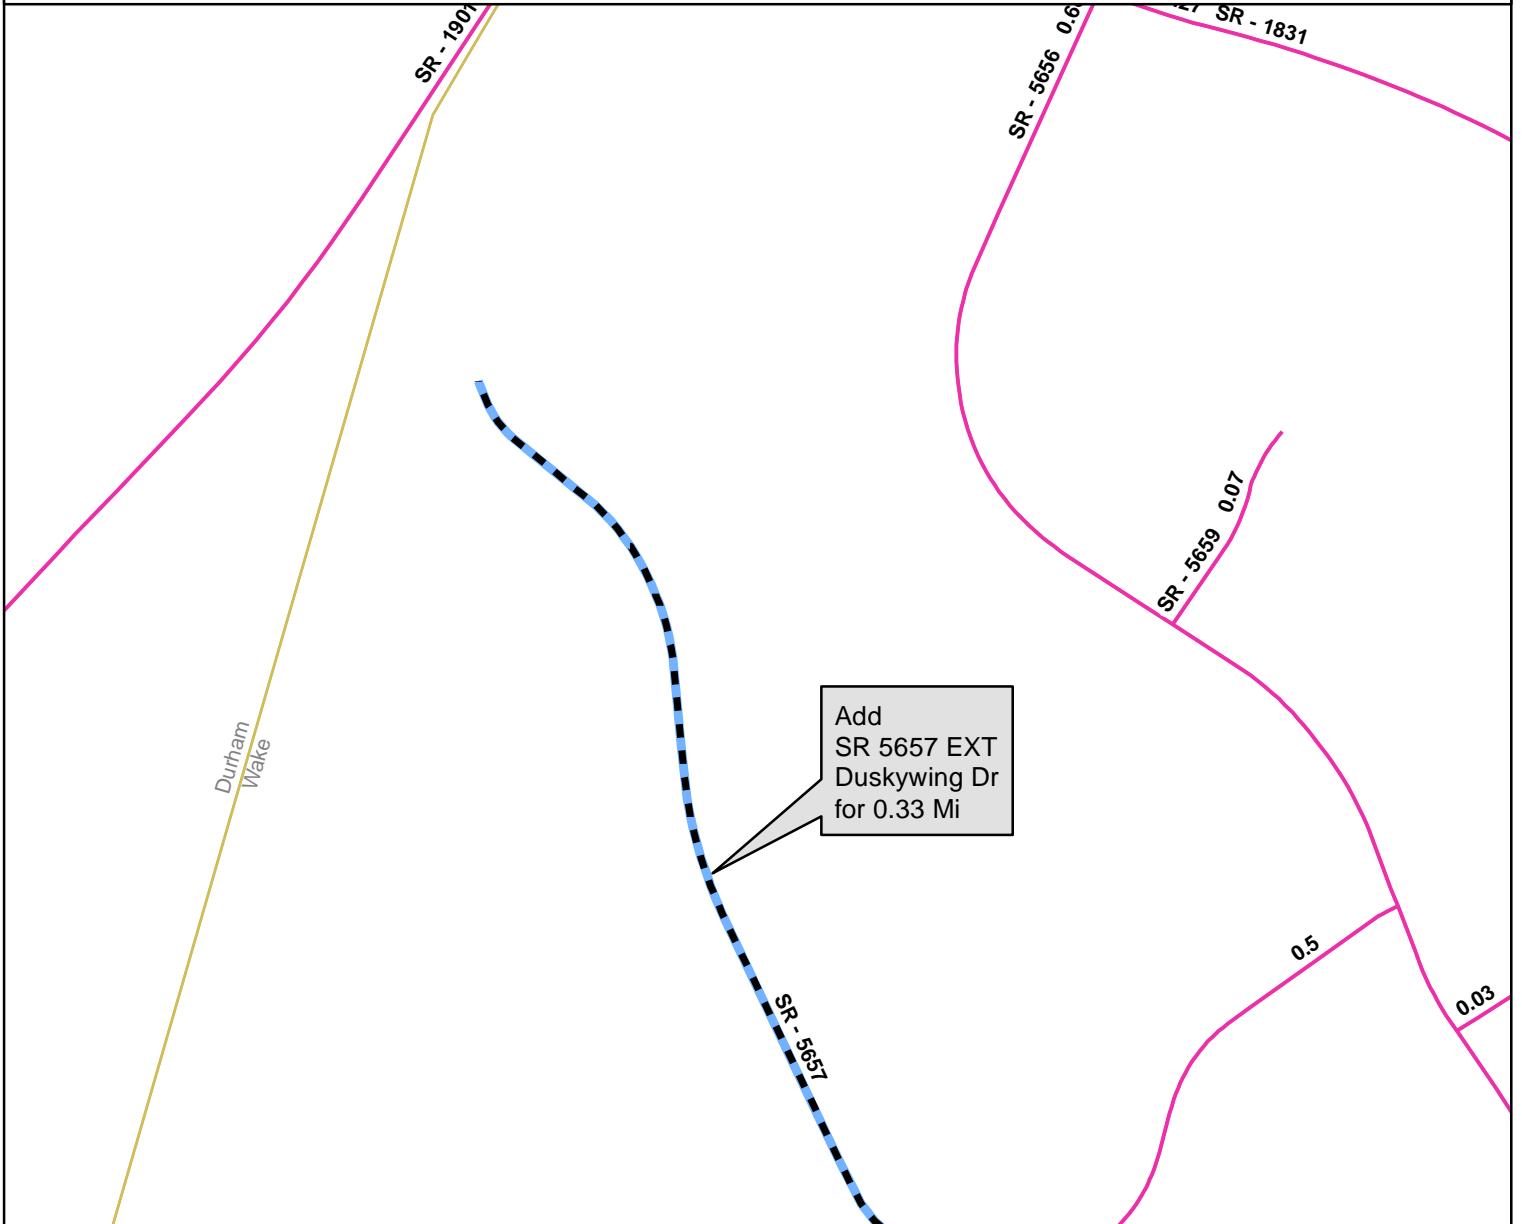 SR - 1901
SR - 5656
SR - 1831
SR - 5659 0.07
Add
SR 5657 EXT
Duskywing Dr
for 0.33 Mi
Durham
Wake
0.5
0.03
SR - 5657